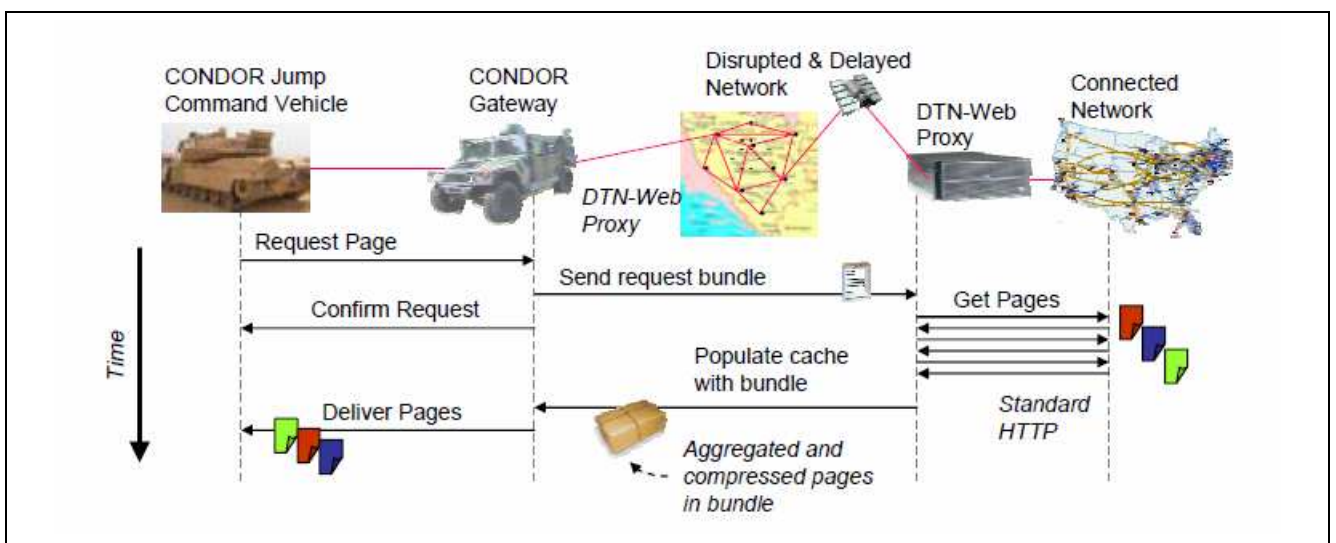 CONDOR Jump
Command Vehicle
CONDOR
Gateway
Disrupted & Delayed
Network
DTN-Web
Proxy
Connected
Network
DTN-Web
Proxy
Request Page
Send request bundle
Get Pages
Confirm Request
Time
Populate cache
with bundle
Deliver Pages
Standard
HTTP
Aggregated and
compressed pages
in bundle